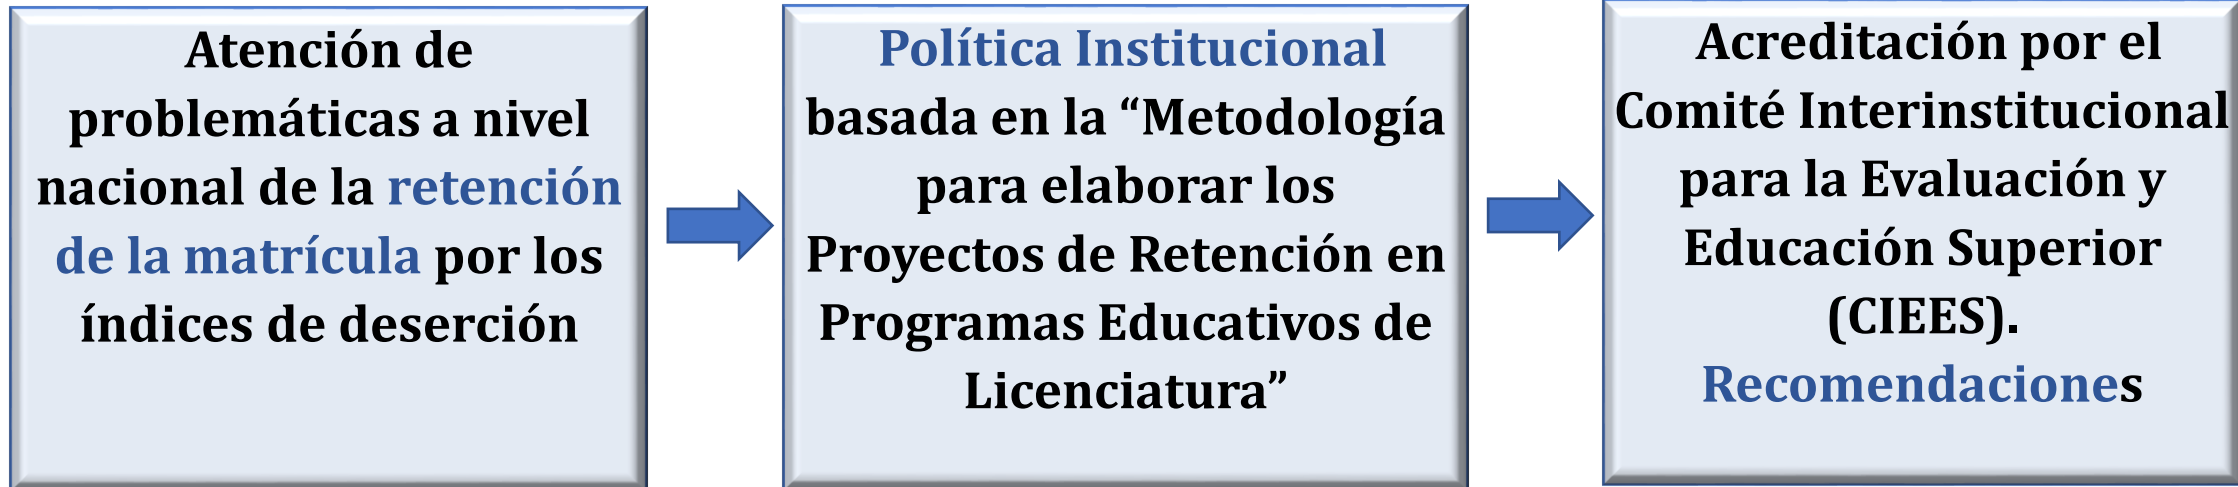 Atención de
problemáticas a nivel
nacional de la retención
de la matrícula por los
índices de deserción
Política Institucional
basada en la “Metodología
para elaborar los
Proyectos de Retención en
Programas Educativos de
Licenciatura”
Acreditación por el
Comité Interinstitucional
para la Evaluación y
Educación Superior
(CIEES).
Recomendaciones